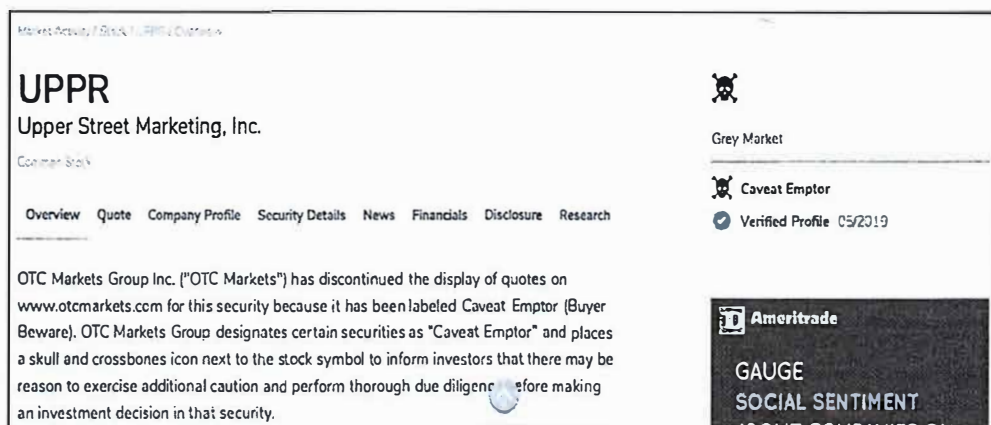 UPPR
Upper Street Marketing, Inc.
Common Stock
Overview Quote Company Profile Security Details News Financials Disclosure Research
OTC Markets Group Inc. ("OTC Markets") has discontinued the display of quotes on
www.otcmarkets.com for this security because it has been labeled Caveat Emptor (Buyer
Beware). OTC Markets Group designates certain securities as "Caveat Emptor" and places
a skull and crossbones icon next to the stock symbol to inform investors that there may be
reason to exercise additional caution and perform thorough due diligence before making
an investment decision in that security.
Grey Market
Caveat Emptor
Verified Profile 05/2019
Ameritrade
GAUGE
SOCIAL SENTIMENT